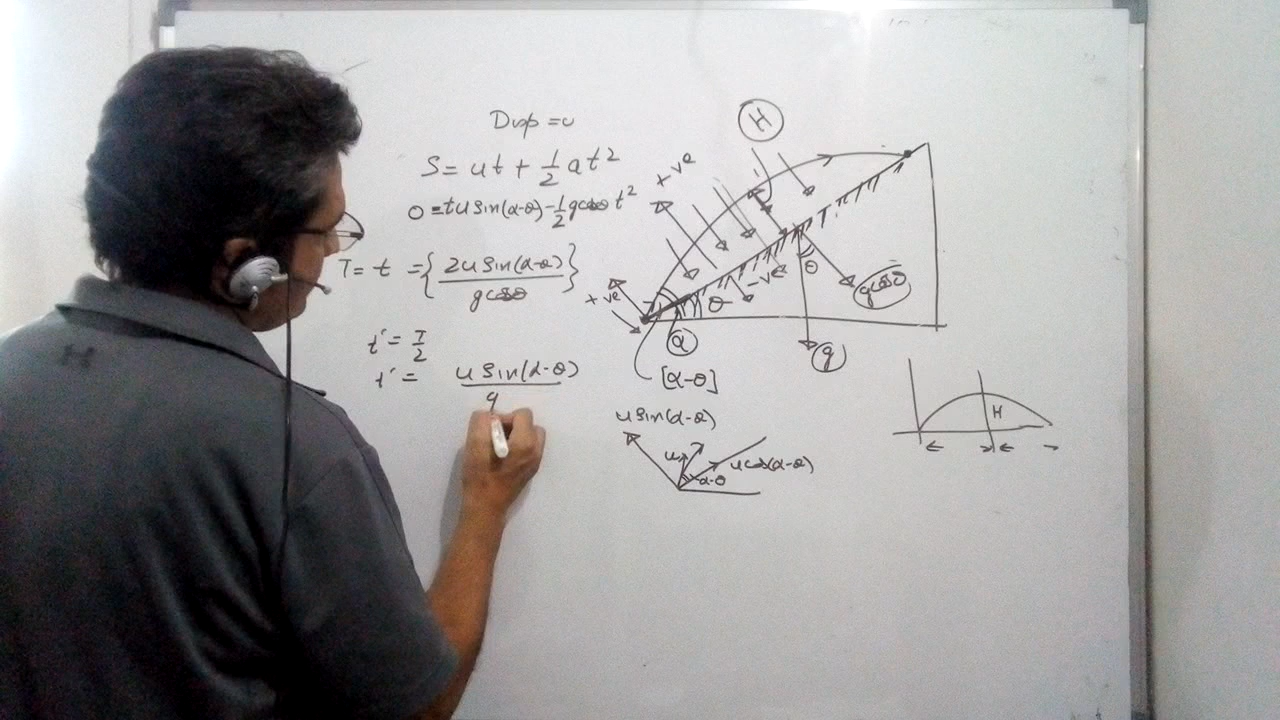 Disp = 0
S = ut + 1/2 at²
0 = tu sin(α-θ) - 1/2 g cosθ t²
T = t = { 2u sin(α-θ) / g cosθ }
t' = T/2
t' = u sin(α-θ) / g
H
+ve
+ve
-ve
θ
θ
g cosθ
g
α
[α-θ]
u sin(α-θ)
u
α-θ
u cos(α-θ)
H
H